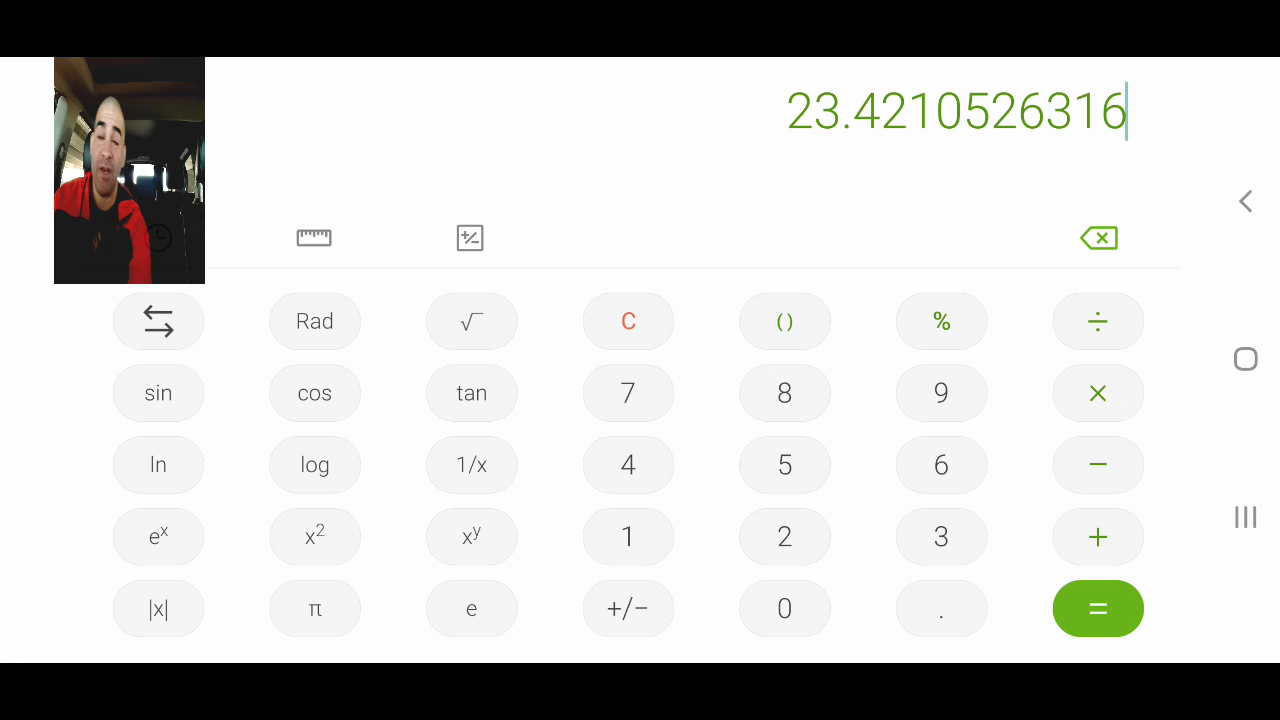 23.4210526316
Rad √ C ( ) % ÷
sin cos tan 7 8 9 ×
ln log 1/x 4 5 6 −
eˣ x² xʸ 1 2 3 +
|x| π e +/− 0 . =